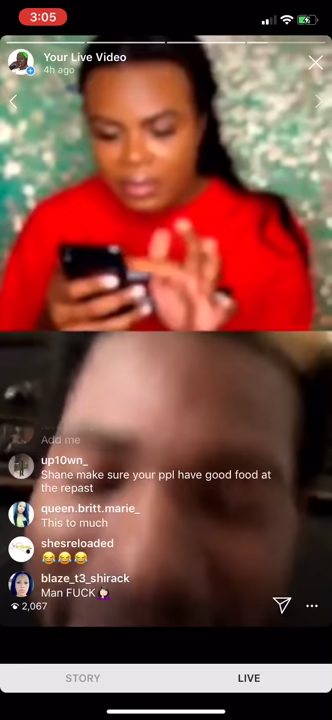 3:05
Your Live Video
4h ago
Add me
up10wn_
Shane make sure your ppl have good food at
the repast
queen.britt.marie_
This to much
shesreloaded
😂😂😂
blaze_t3_shirack
Man FUCK🤦🏻‍♀️
2,067
STORY
LIVE